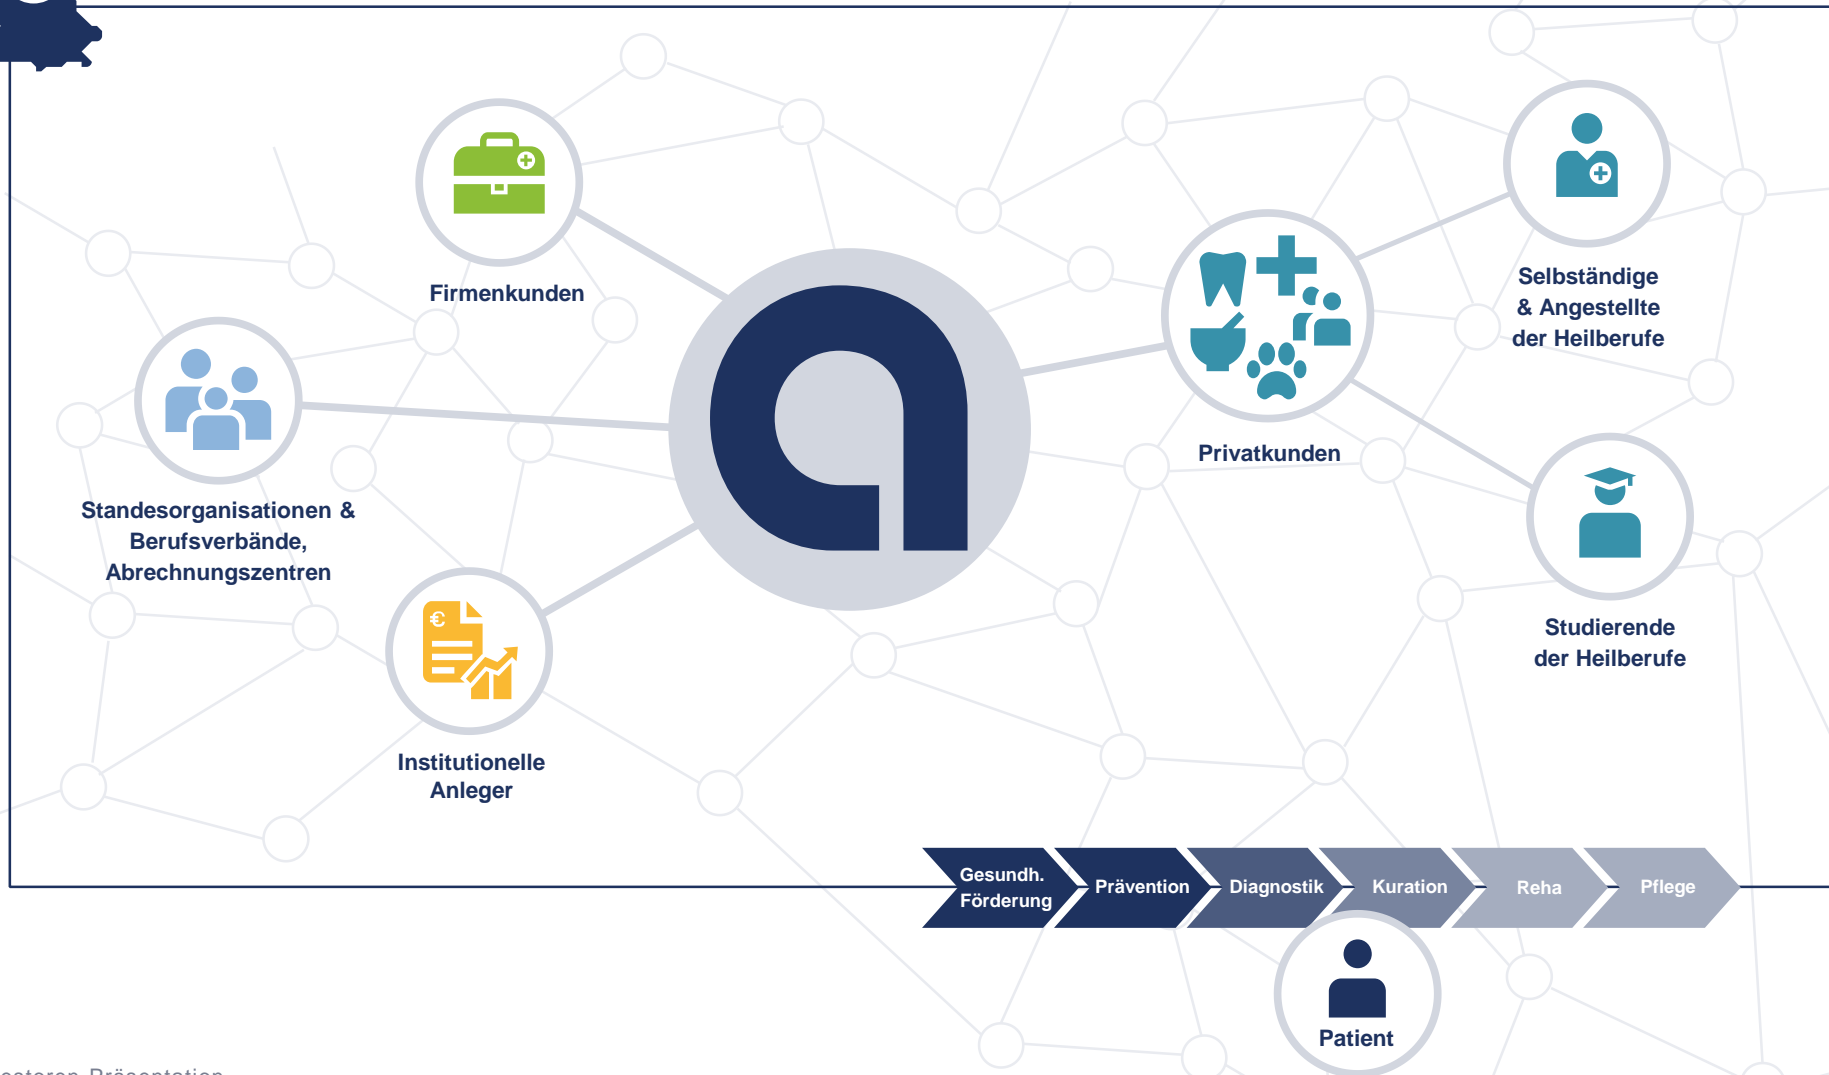 Firmenkunden
Selbständige
& Angestellte
der Heilberufe
Privatkunden
Standesorganisationen &
Berufsverbände,
Abrechnungszentren
€
Studierende
der Heilberufe
Institutionelle
Anleger
Gesundh.
Förderung
Prävention
Diagnostik
Kuration
Reha
Pflege
Patient
Präsentation